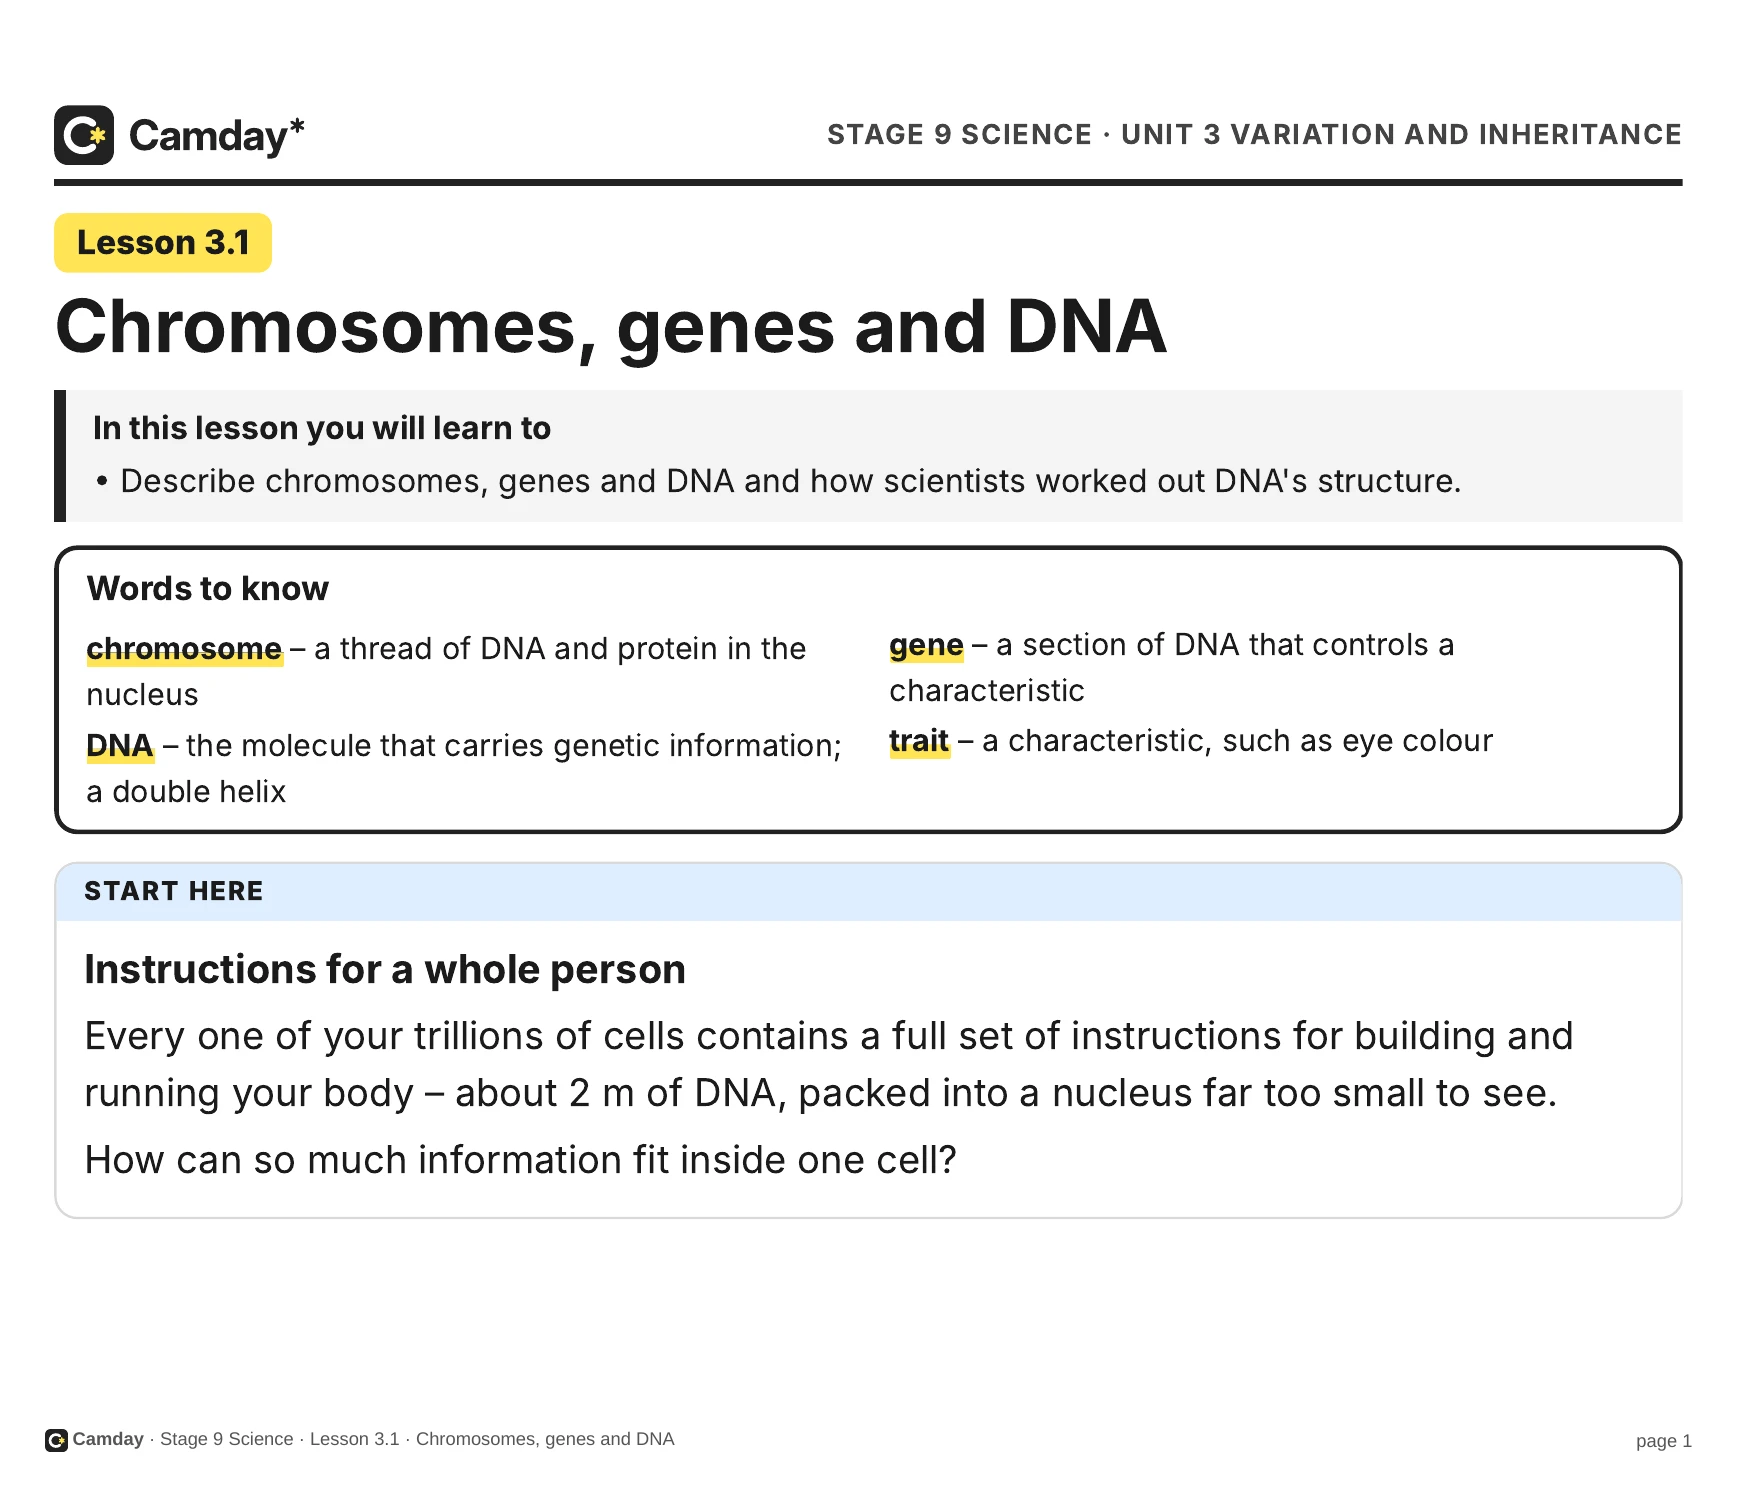 Camday*
STAGE 9 SCIENCE · UNIT 3 VARIATION AND INHERITANCE
Lesson 3.1
Chromosomes, genes and DNA
In this lesson you will learn to
• Describe chromosomes, genes and DNA and how scientists worked out DNA's structure.
Words to know
chromosome – a thread of DNA and protein in the
nucleus
DNA – the molecule that carries genetic information;
a double helix
gene – a section of DNA that controls a
characteristic
trait – a characteristic, such as eye colour
START HERE
Instructions for a whole person
Every one of your trillions of cells contains a full set of instructions for building and
running your body – about 2 m of DNA, packed into a nucleus far too small to see.
How can so much information fit inside one cell?
Camday · Stage 9 Science · Lesson 3.1 · Chromosomes, genes and DNA
page 1